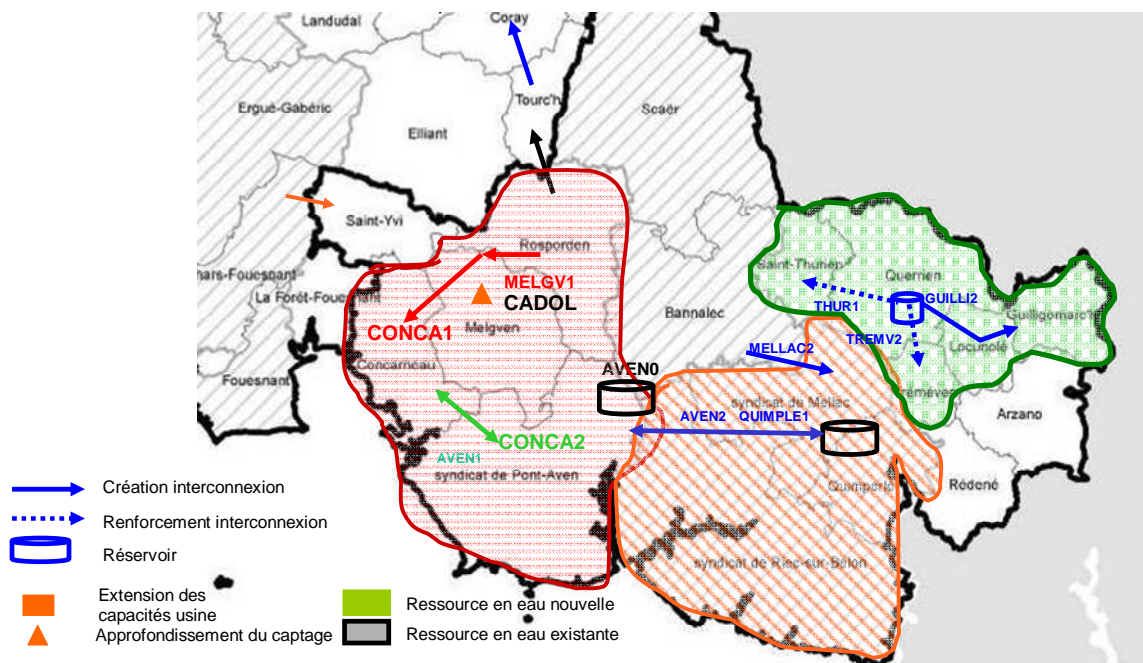 Landudal
Coray
Tourc'h
Scaër
Ergué-Gabéric
Elliant
Saint-Yvi
Rosporden
Saint-Thurien
Querrien
MELGV1
CADOL
La Forêt-Fouesnant
THUR1
GUILLI2
Guilligomarc'h
Bannalec
CONCA1
Melgven
TREMV2
Locunolé
MELLAC2
Concarneau
Fouesnant
AVEN0
syndicat de Mellac
Arzano
AVEN2 QUIMPLE1
CONCA2
AVEN1
syndicat de Pont-Aven
Quimperlé
Rédené
syndicat de Riec-sur-Bélon
Création interconnexion
Renforcement interconnexion
Réservoir
Extension des
capacités usine
Approfondissement du captage
Ressource en eau nouvelle
Ressource en eau existante